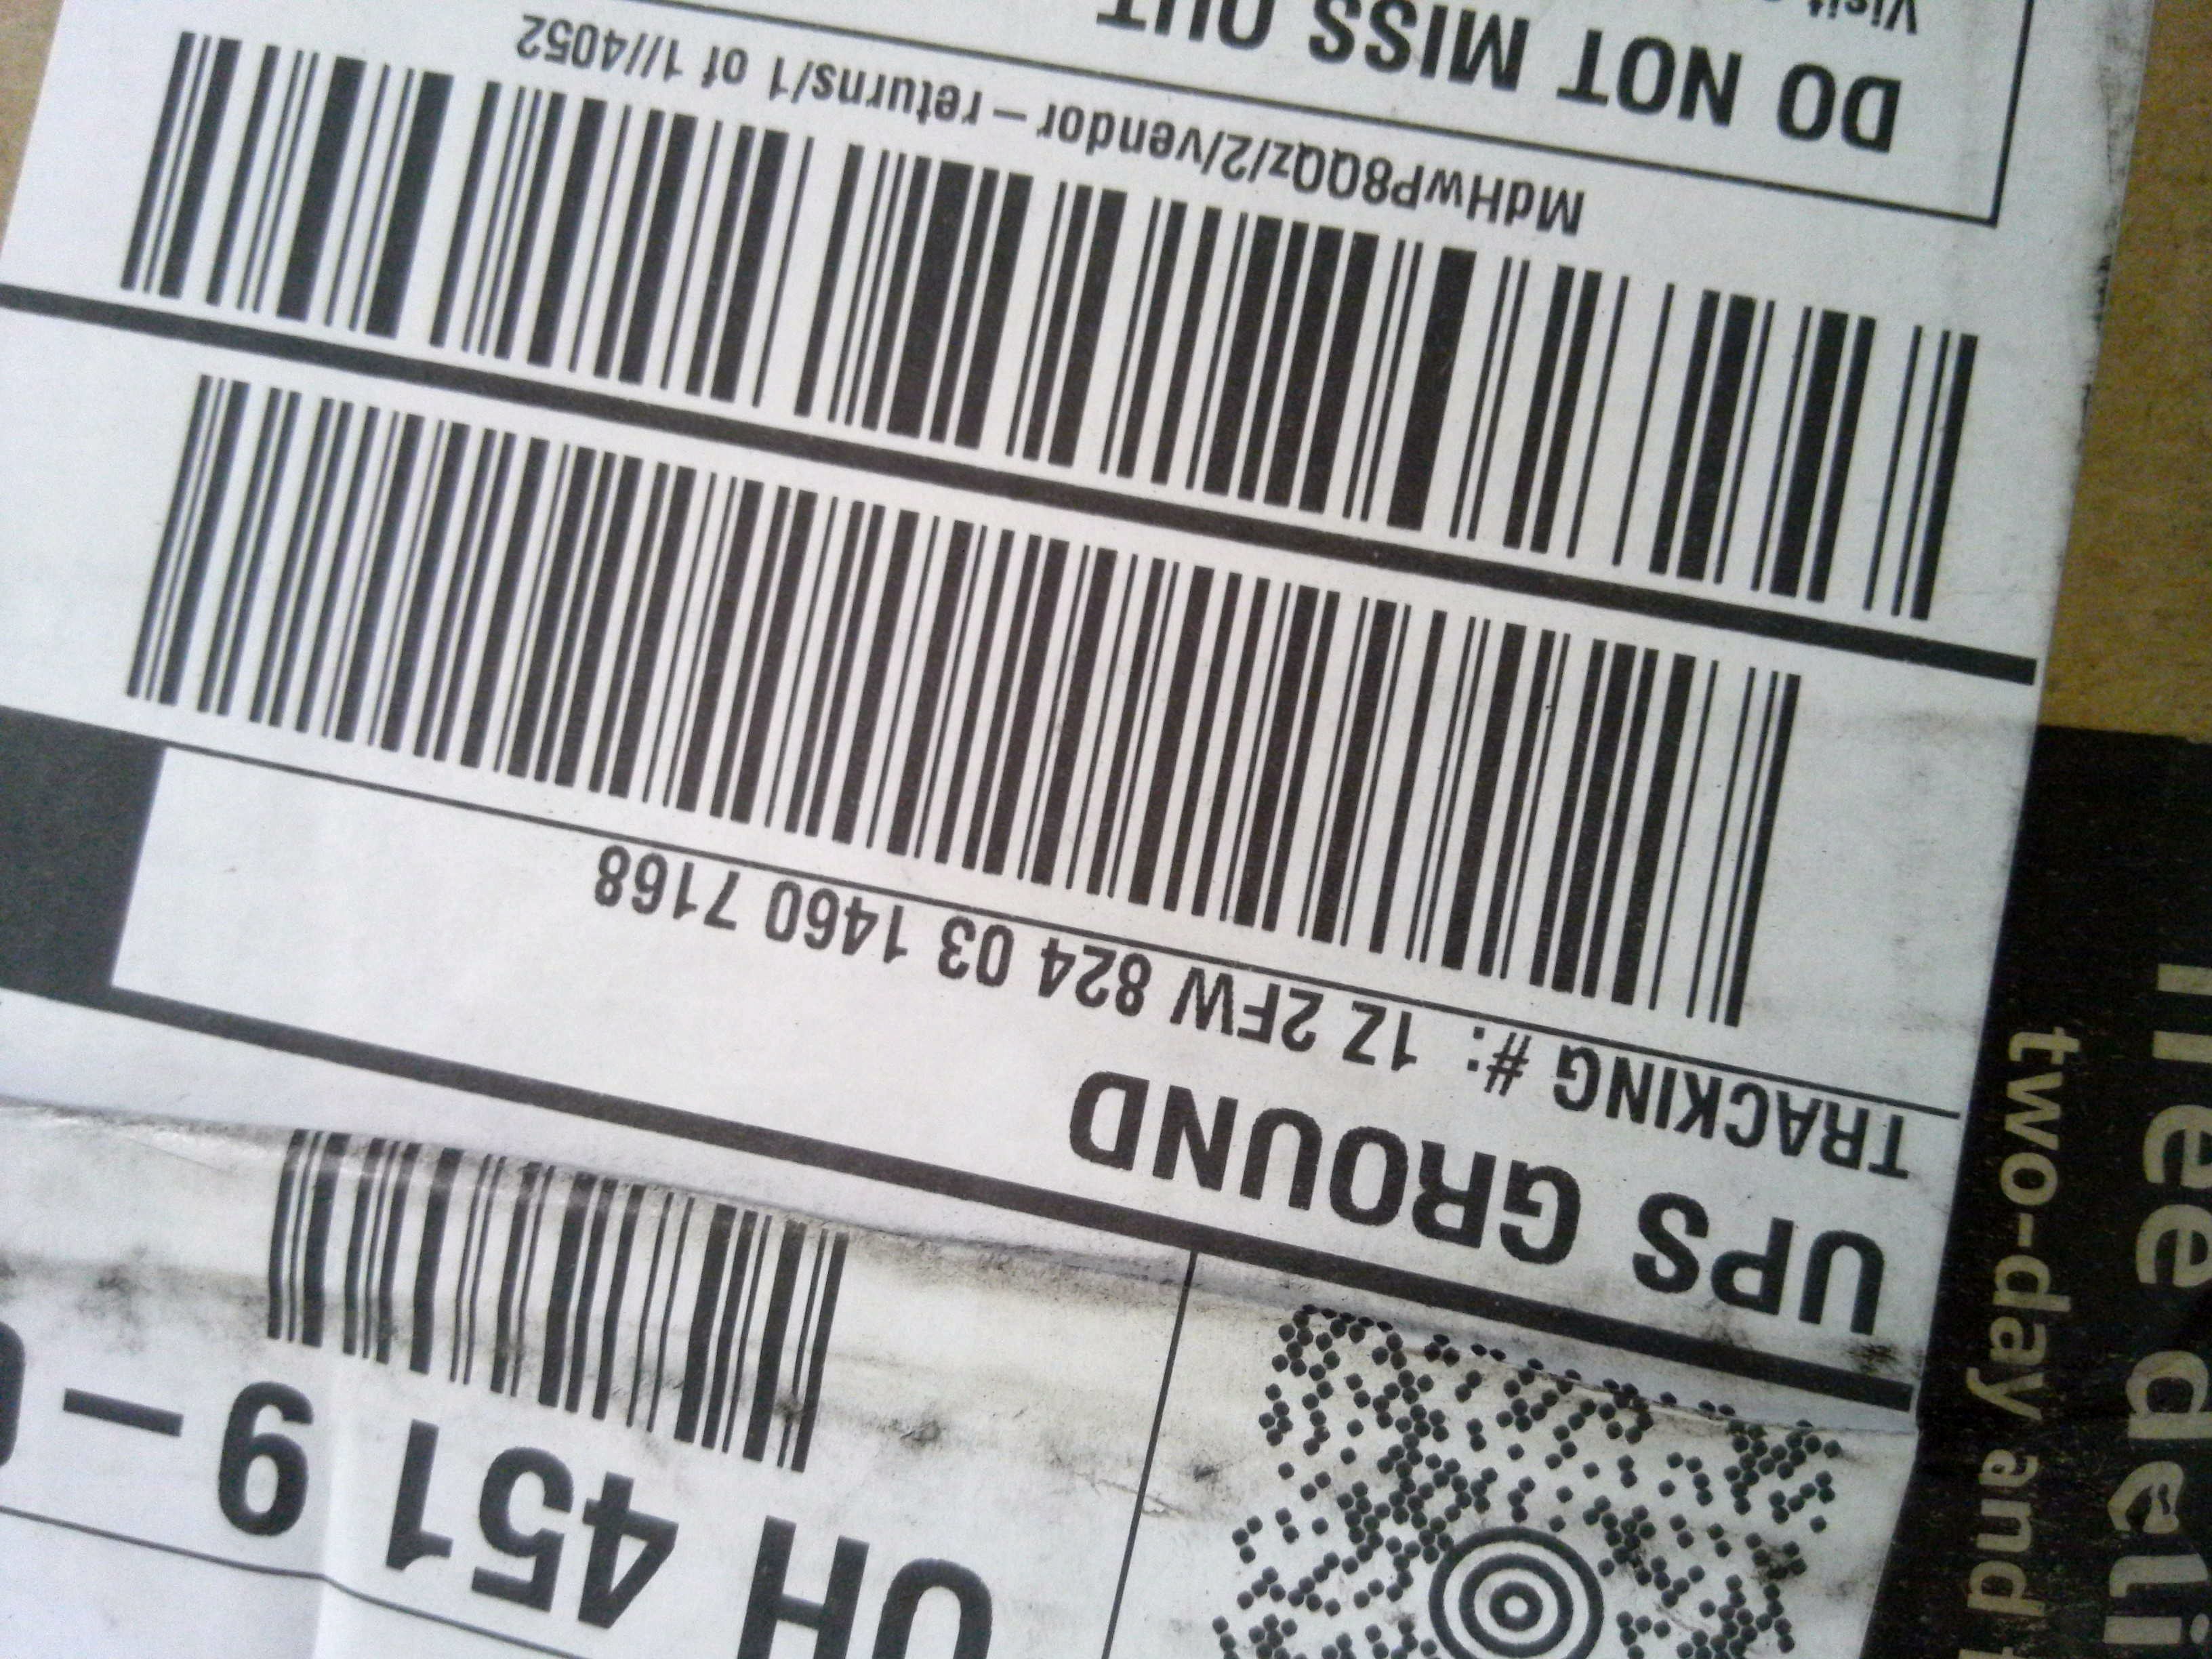 OH 451 9 –
UPS GROUND
TRACKING #: 1Z 2FW 824 03 1460 7168
MdHwP8QQz/2/vendor – returns/1 of 1//4052
DO NOT MISS OUT
Visit
free deli
two-day and